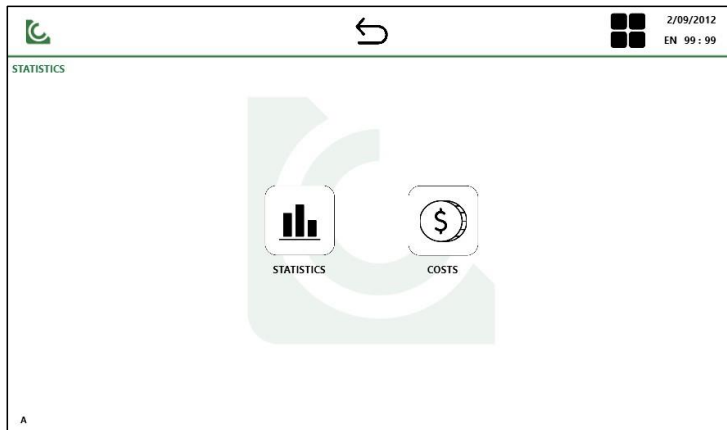 2/09/2012
EN 99 : 99
STATISTICS
$
STATISTICS
COSTS
A